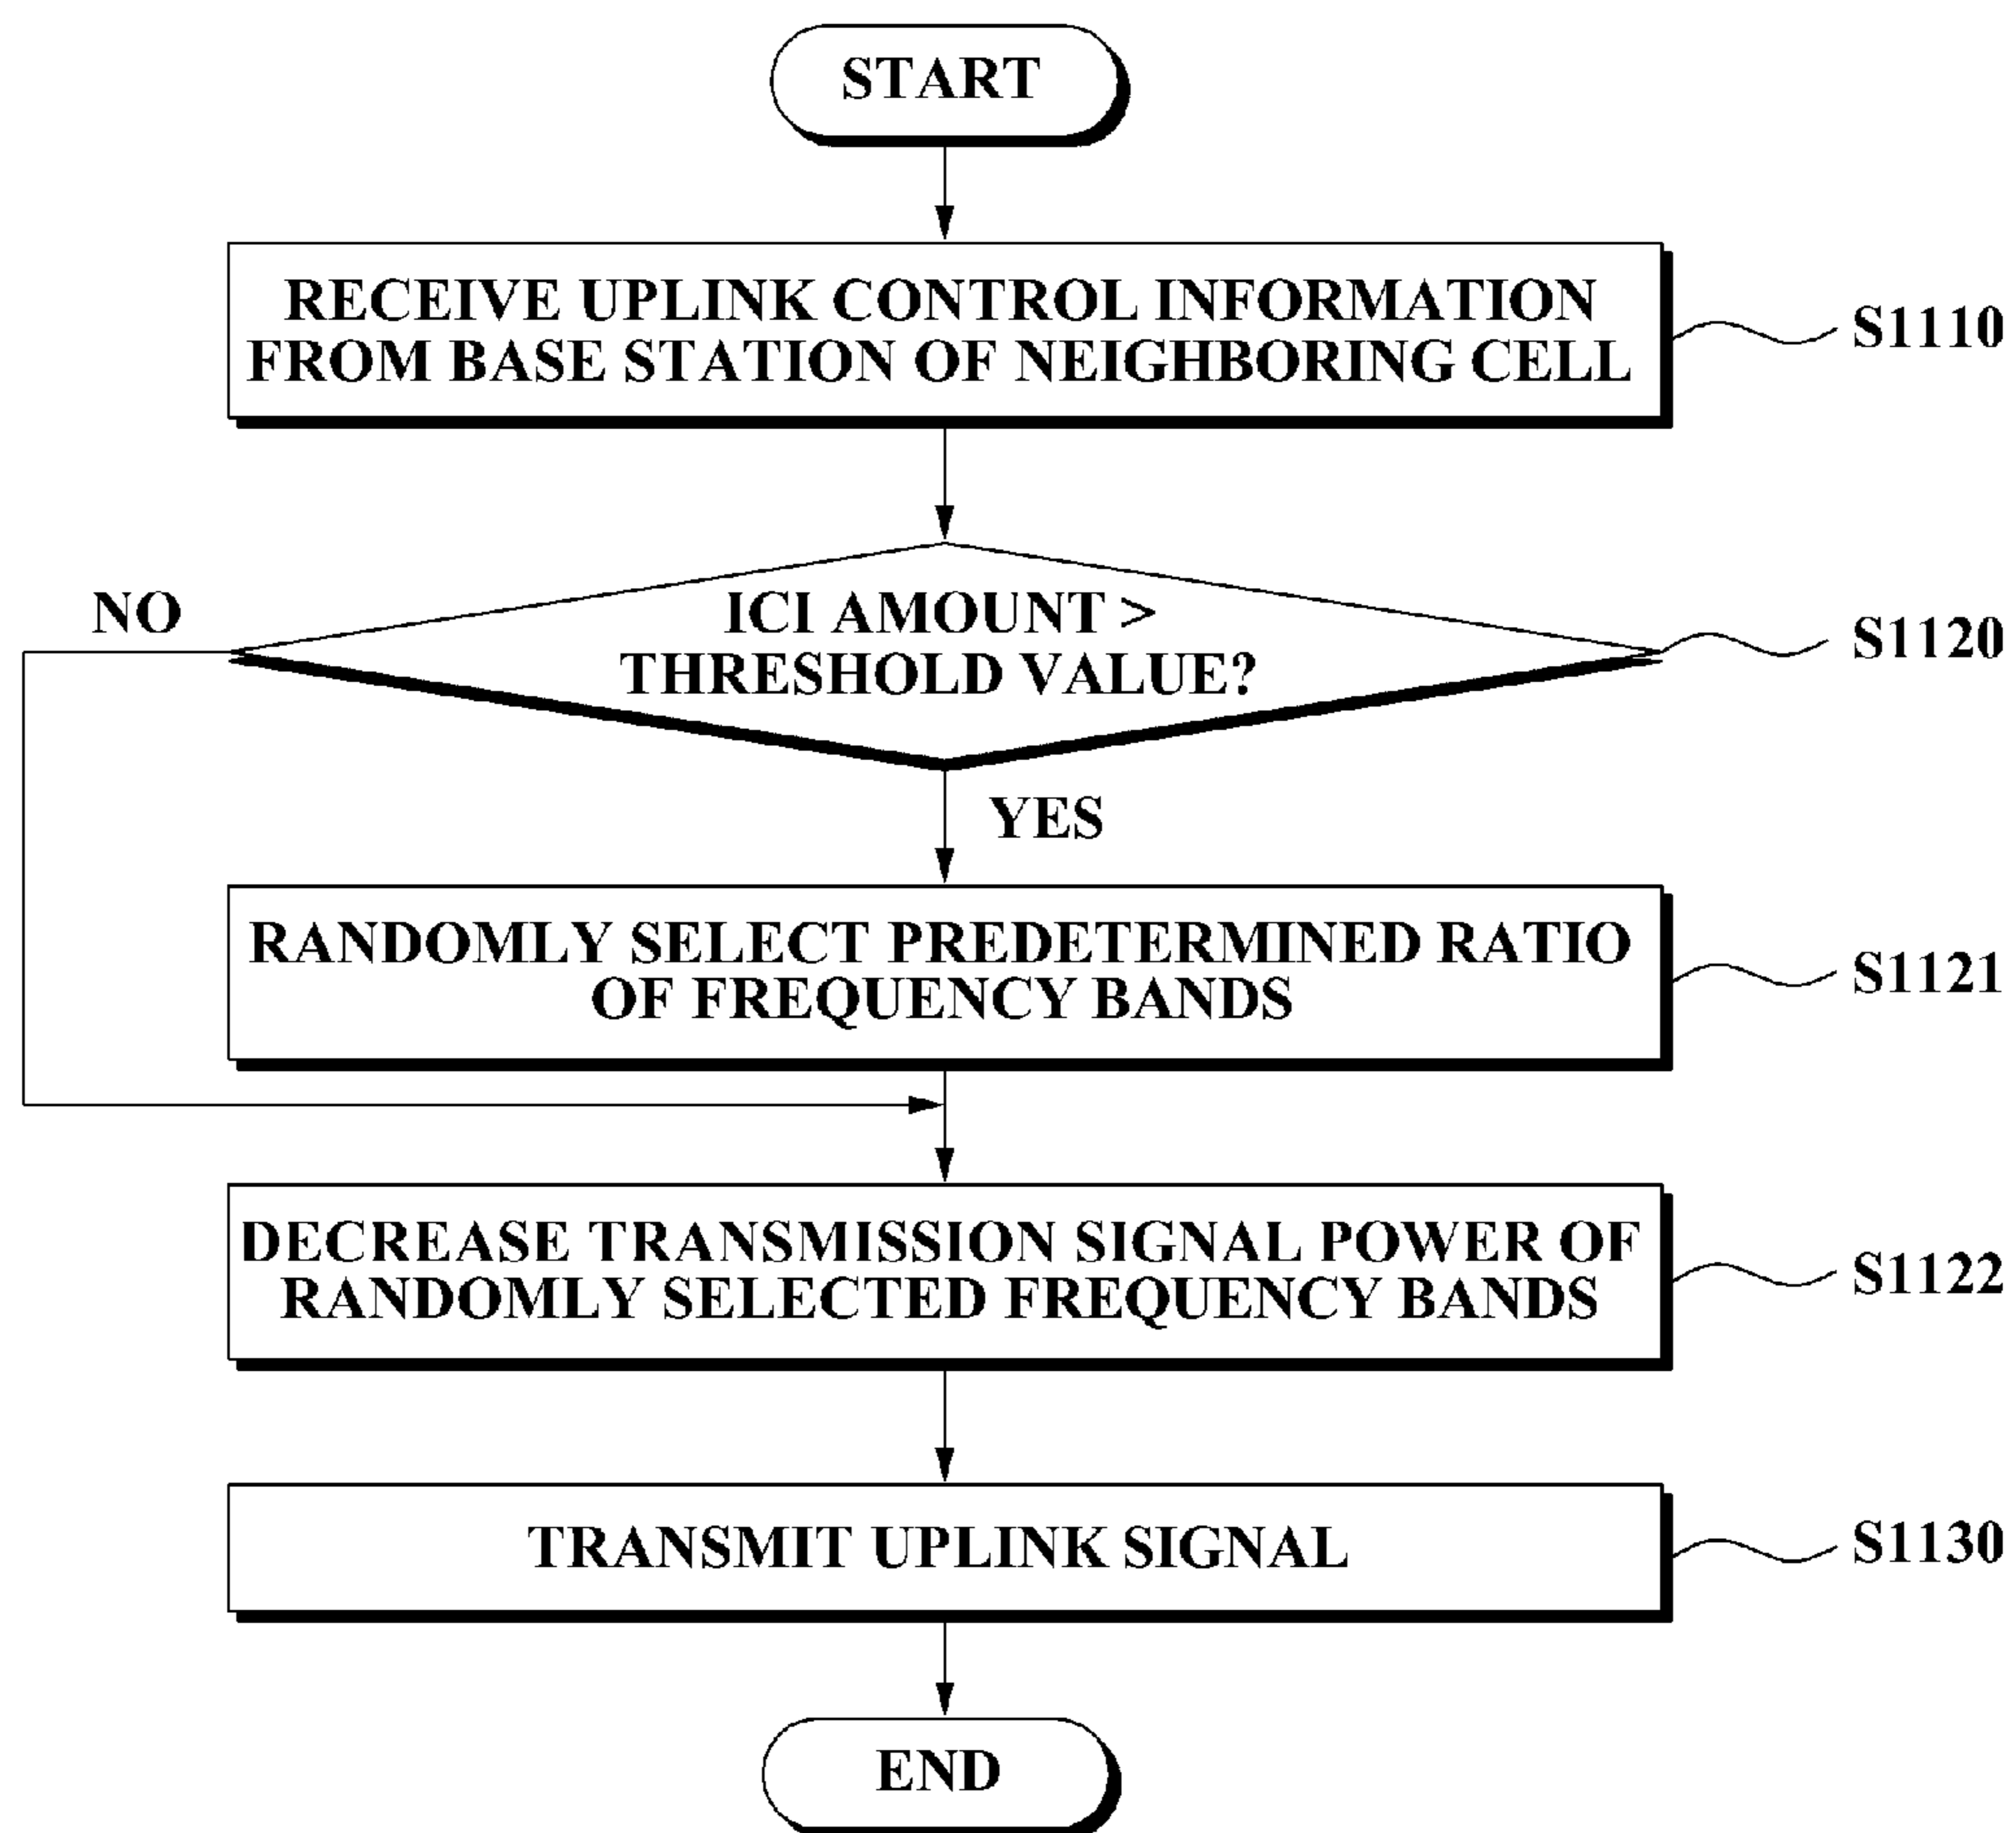 START
RECEIVE UPLINK CONTROL INFORMATION
FROM BASE STATION OF NEIGHBORING CELL
S1110
NO
ICI AMOUNT >
THRESHOLD VALUE?
S1120
YES
RANDOMLY SELECT PREDETERMINED RATIO
OF FREQUENCY BANDS
S1121
DECREASE TRANSMISSION SIGNAL POWER OF
RANDOMLY SELECTED FREQUENCY BANDS
S1122
TRANSMIT UPLINK SIGNAL
S1130
END